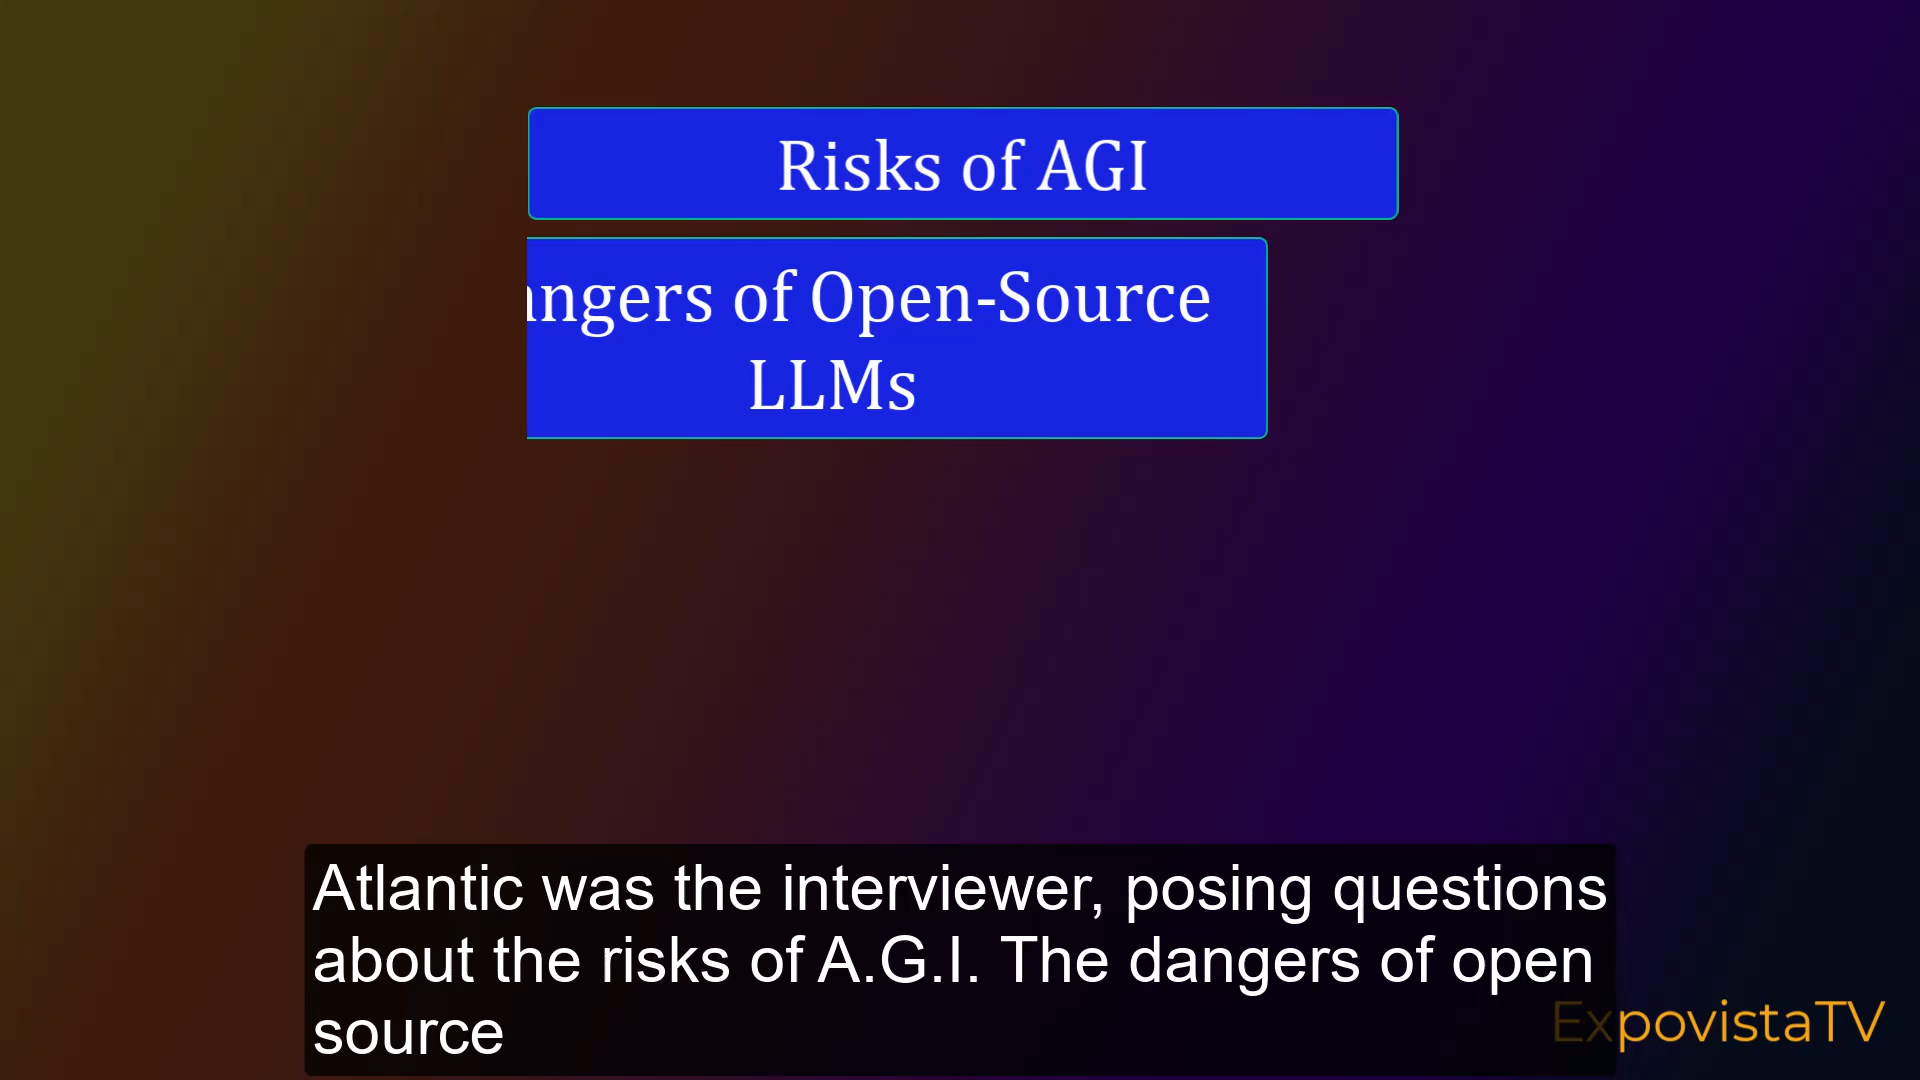 Risks of AGI
ngers of Open-Source
LLMs
Atlantic was the interviewer, posing questions
about the risks of A.G.I. The dangers of open
source
ExpovistaTV